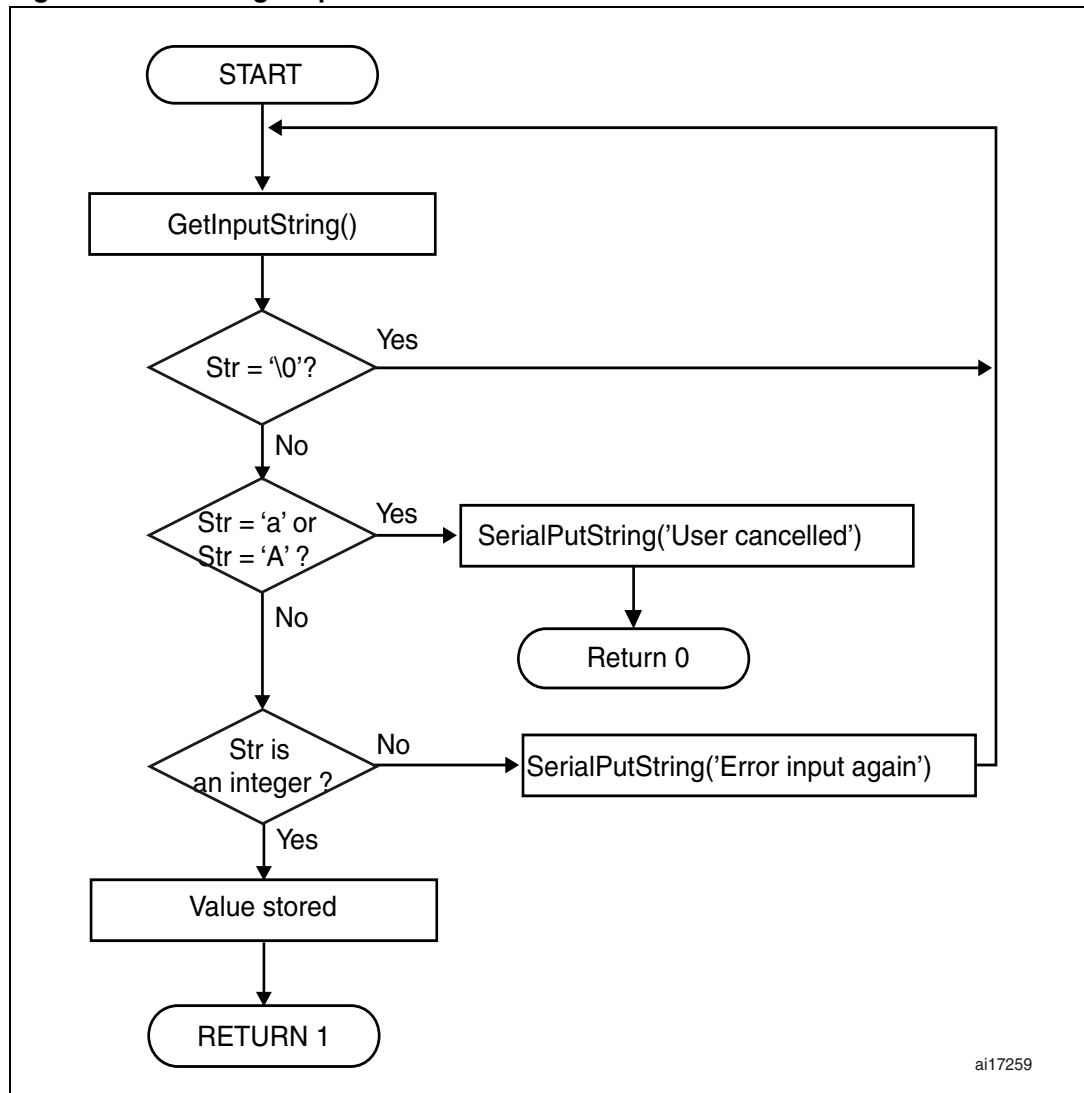 START
GetInputString()
Str = ‘\0’?
Yes
No
Str = ‘a’ or
Str = ‘A’ ?
Yes
SerialPutString('User cancelled’)
No
Return 0
Str is
an integer ?
No
SerialPutString(’Error input again’)
Yes
Value stored
RETURN 1
ai17259